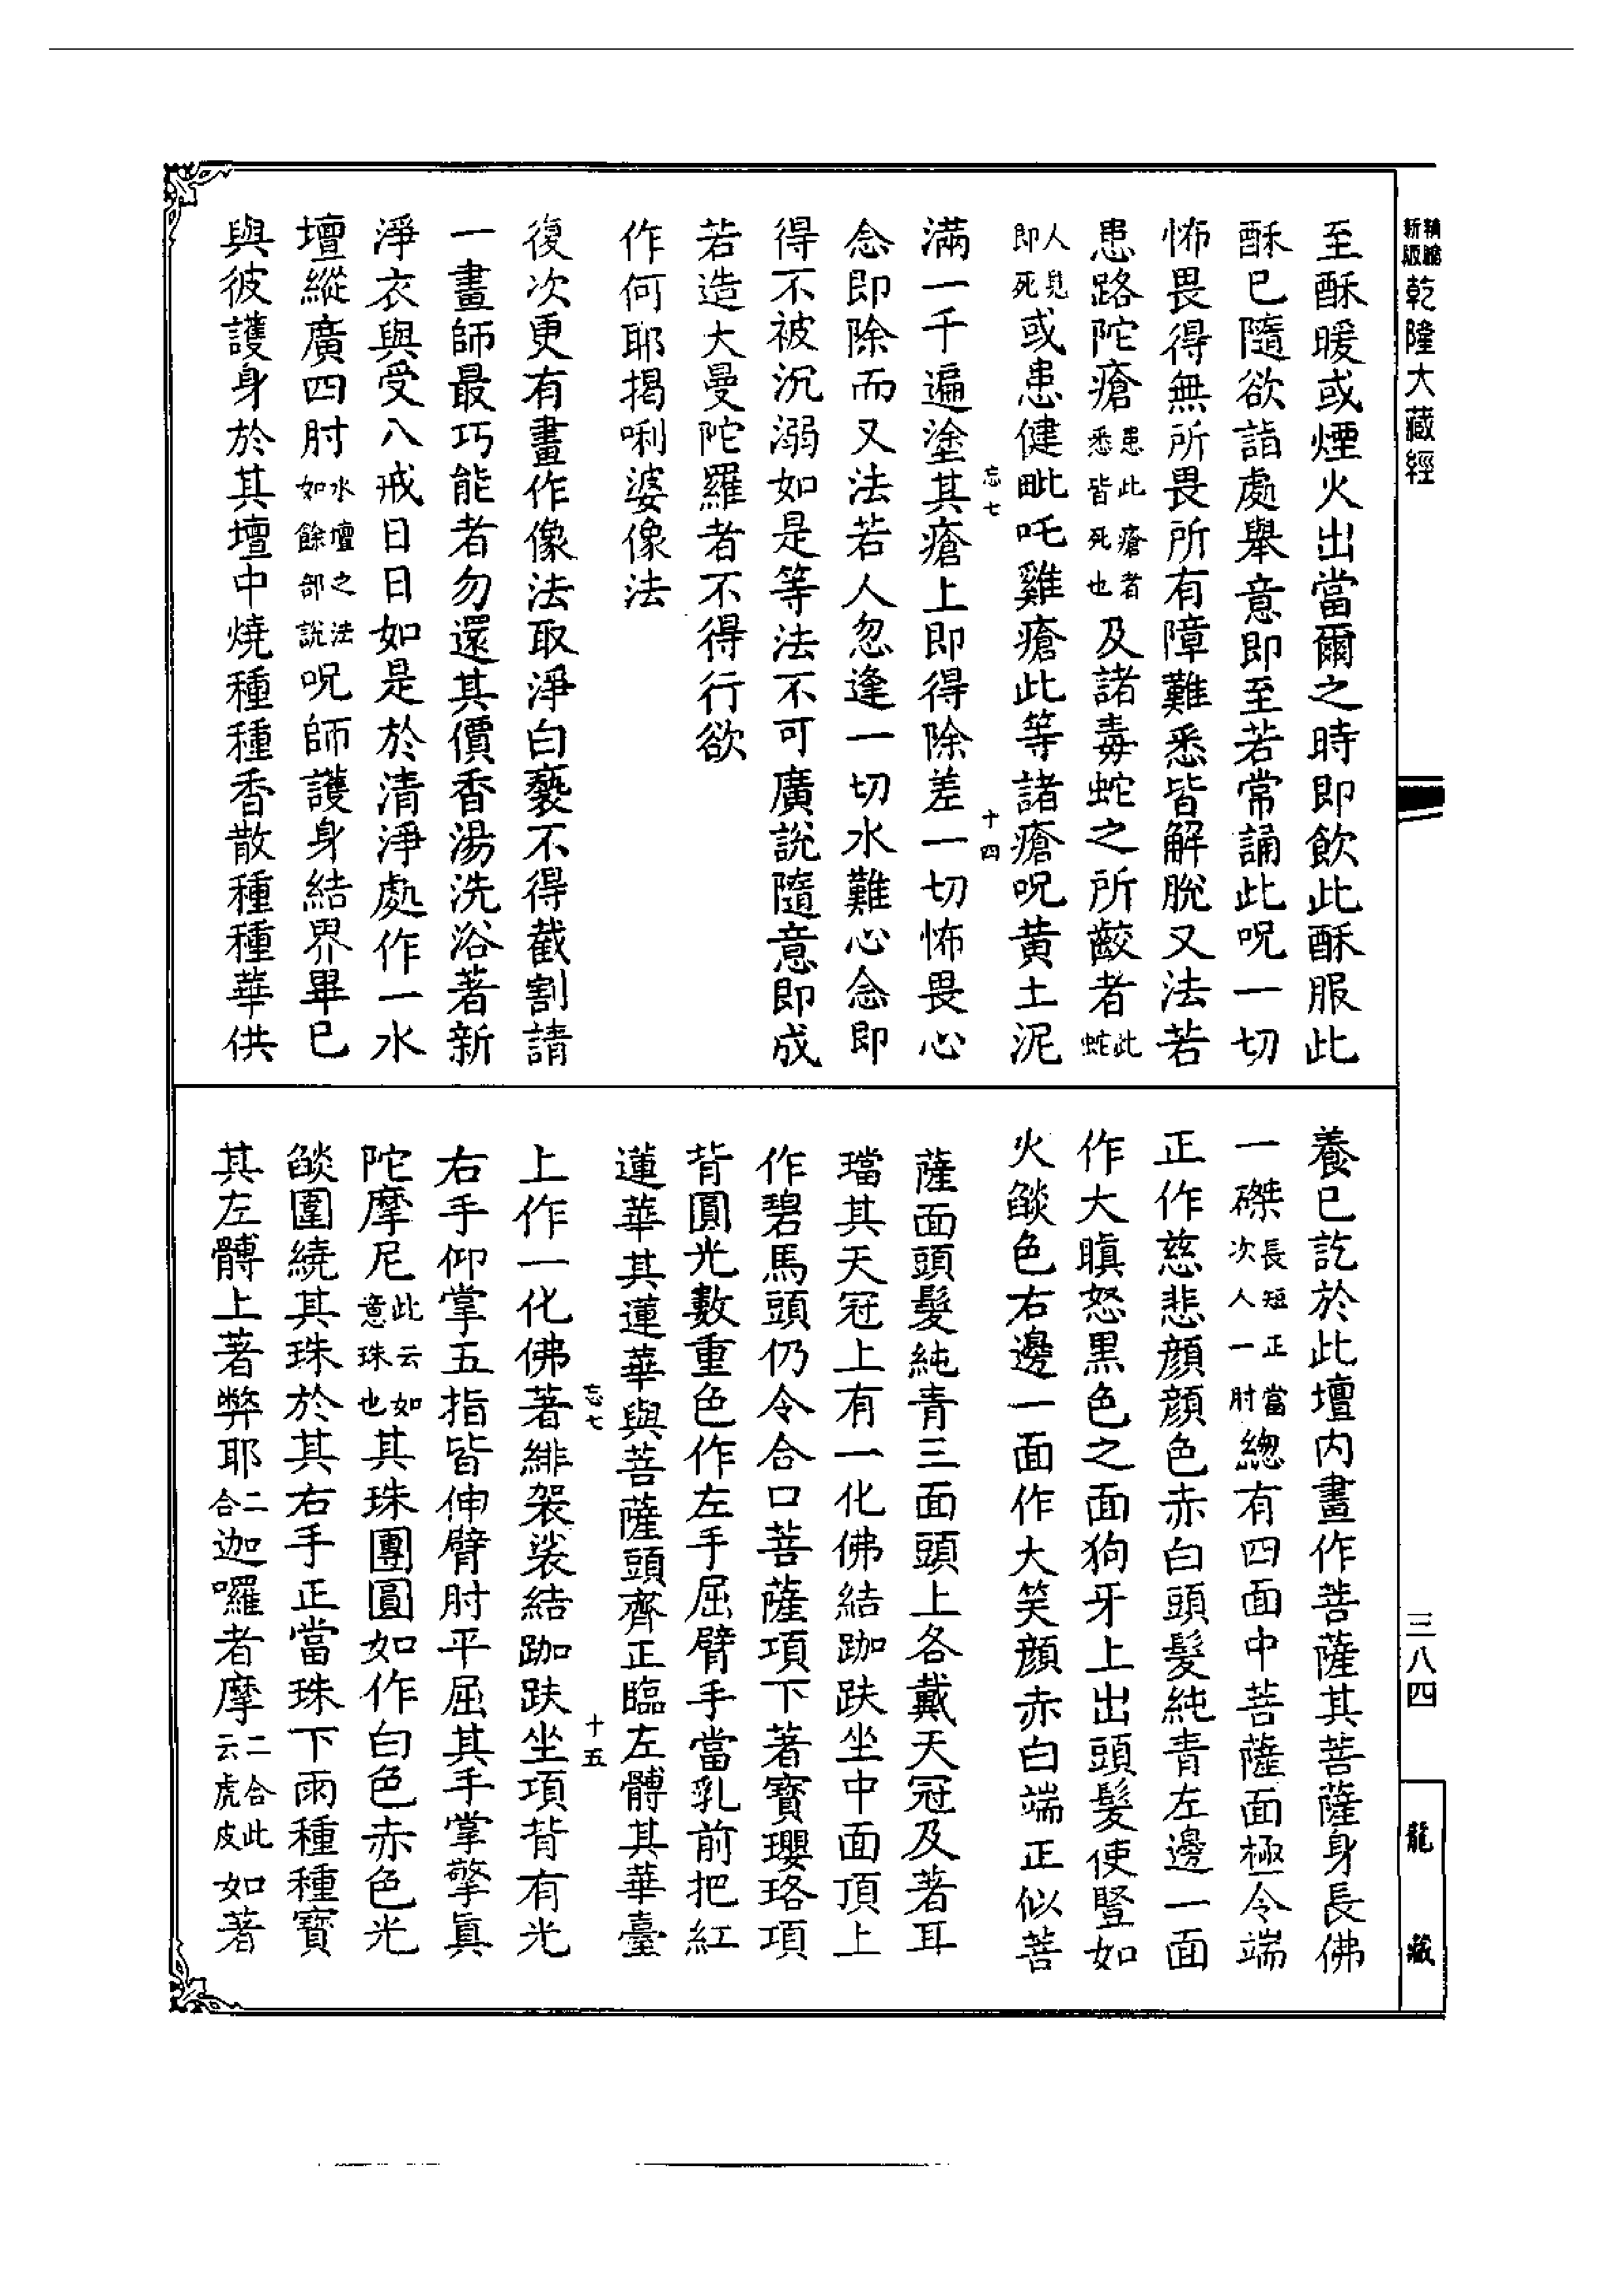 精縮新版乾隆大藏經
三八四
龍藏
至酥暖或煙火出當爾之時即飲此酥服此
酥已隨欲詣處舉意即至若常誦此呪一切
怖畏得無所畏所有障難悉皆解脫又法若
患路陀瘡患此瘡者悉皆死也及諸毒蛇之所齩者此蛇
人見即死或患健毗吒雞瘡此等諸瘡呪黃土泥
忘七 十四
滿一千遍塗其瘡上即得除差一切怖畏心
念即除而又法若人忽逢一切水難心念即
得不被沉溺如是等法不可廣說隨意即成
若造大曼陀羅者不得行欲
作何耶揭唎婆像法
復次更有畫作像法取淨白㲲不得截割請
一畫師最巧能者勿還其價香湯洗浴著新
淨衣與受八戒日日如是於清淨處作一水
壇縱廣四肘水壇之法如餘部說呪師護身結界畢已
與彼護身於其壇中燒種種香散種種華供
養已訖於此壇內畫作菩薩其菩薩身長佛
一磔長短正當次人一肘總有四面中菩薩面極令端
正作慈悲顏顏色赤白頭髮純青左邊一面
作大瞋怒黑色之面狗牙上出頭髮使豎如
火燄色右邊一面作大笑顏赤白端正似菩
薩面頭髮純青三面頭上各戴天冠及著耳
璫其天冠上有一化佛結跏趺坐中面頂上
作碧馬頭仍令合口菩薩項下著寶瓔珞項
背圓光數重色作左手屈臂手當乳前把紅
蓮華其蓮華與菩薩頭齊正臨左髆其華臺
忘七 十五
上作一化佛著緋袈裟結跏趺坐項背有光
右手仰掌五指皆伸臂肘平屈其手掌擎真
陀摩尼此云如意珠也其珠團圓如作白色赤色光
燄圍繞其珠於其右手正當珠下雨種種寶
其左髆上著弊耶二合迦囉者摩二合此云虎皮如著